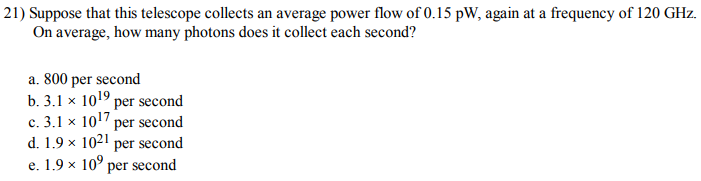 21) Suppose that this telescope collects an average power flow of 0.15 pW, again at a frequency of 120 GHz.
On average, how many photons does it collect each second?
a. 800 per second
b. 3.1 × 10¹⁹ per second
c. 3.1 × 10¹⁷ per second
d. 1.9 × 10²¹ per second
e. 1.9 × 10⁹ per second